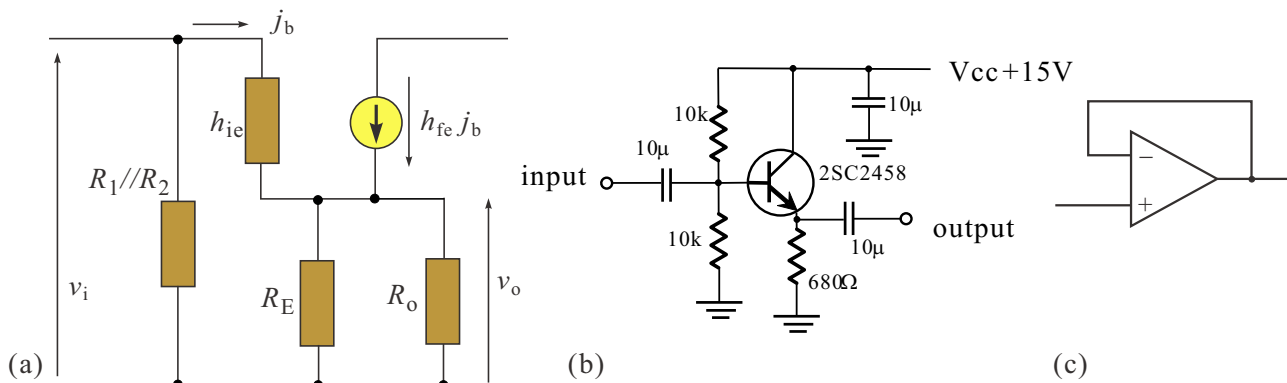 j_b
h_ie
h_fe j_b
R_1//R_2
R_E
R_o
v_i
v_o
(a)
Vcc+15V
10μ
10k
10μ
input
2SC2458
10k
10μ
output
680Ω
(b)
−
+
(c)